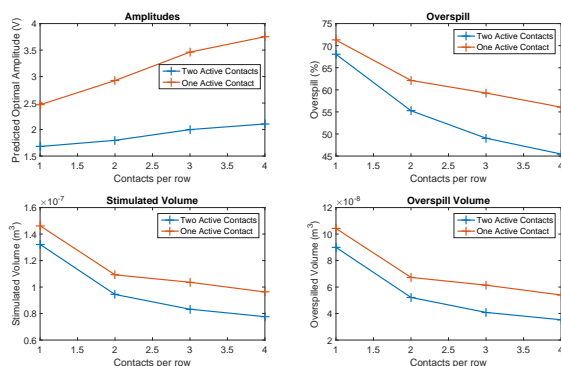 Amplitudes
Predicted Optimal Amplitude (V)
4
3.5
3
2.5
2
1.5
Two Active Contacts
One Active Contact
1 1.5 2 2.5 3 3.5 4
Contacts per row
Overspill
Overspill (%)
75
70
65
60
55
50
45
Two Active Contacts
One Active Contact
1 1.5 2 2.5 3 3.5 4
Contacts per row
Stimulated Volume
×10⁻⁷
Stimulated Volume (m³)
1.6
1.4
1.2
1
0.8
0.6
Two Active Contacts
One Active Contact
1 1.5 2 2.5 3 3.5 4
Contacts per row
Overspill Volume
×10⁻⁸
Overspilled Volume (m³)
12
10
8
6
4
2
Two Active Contacts
One Active Contact
1 1.5 2 2.5 3 3.5 4
Contacts per row